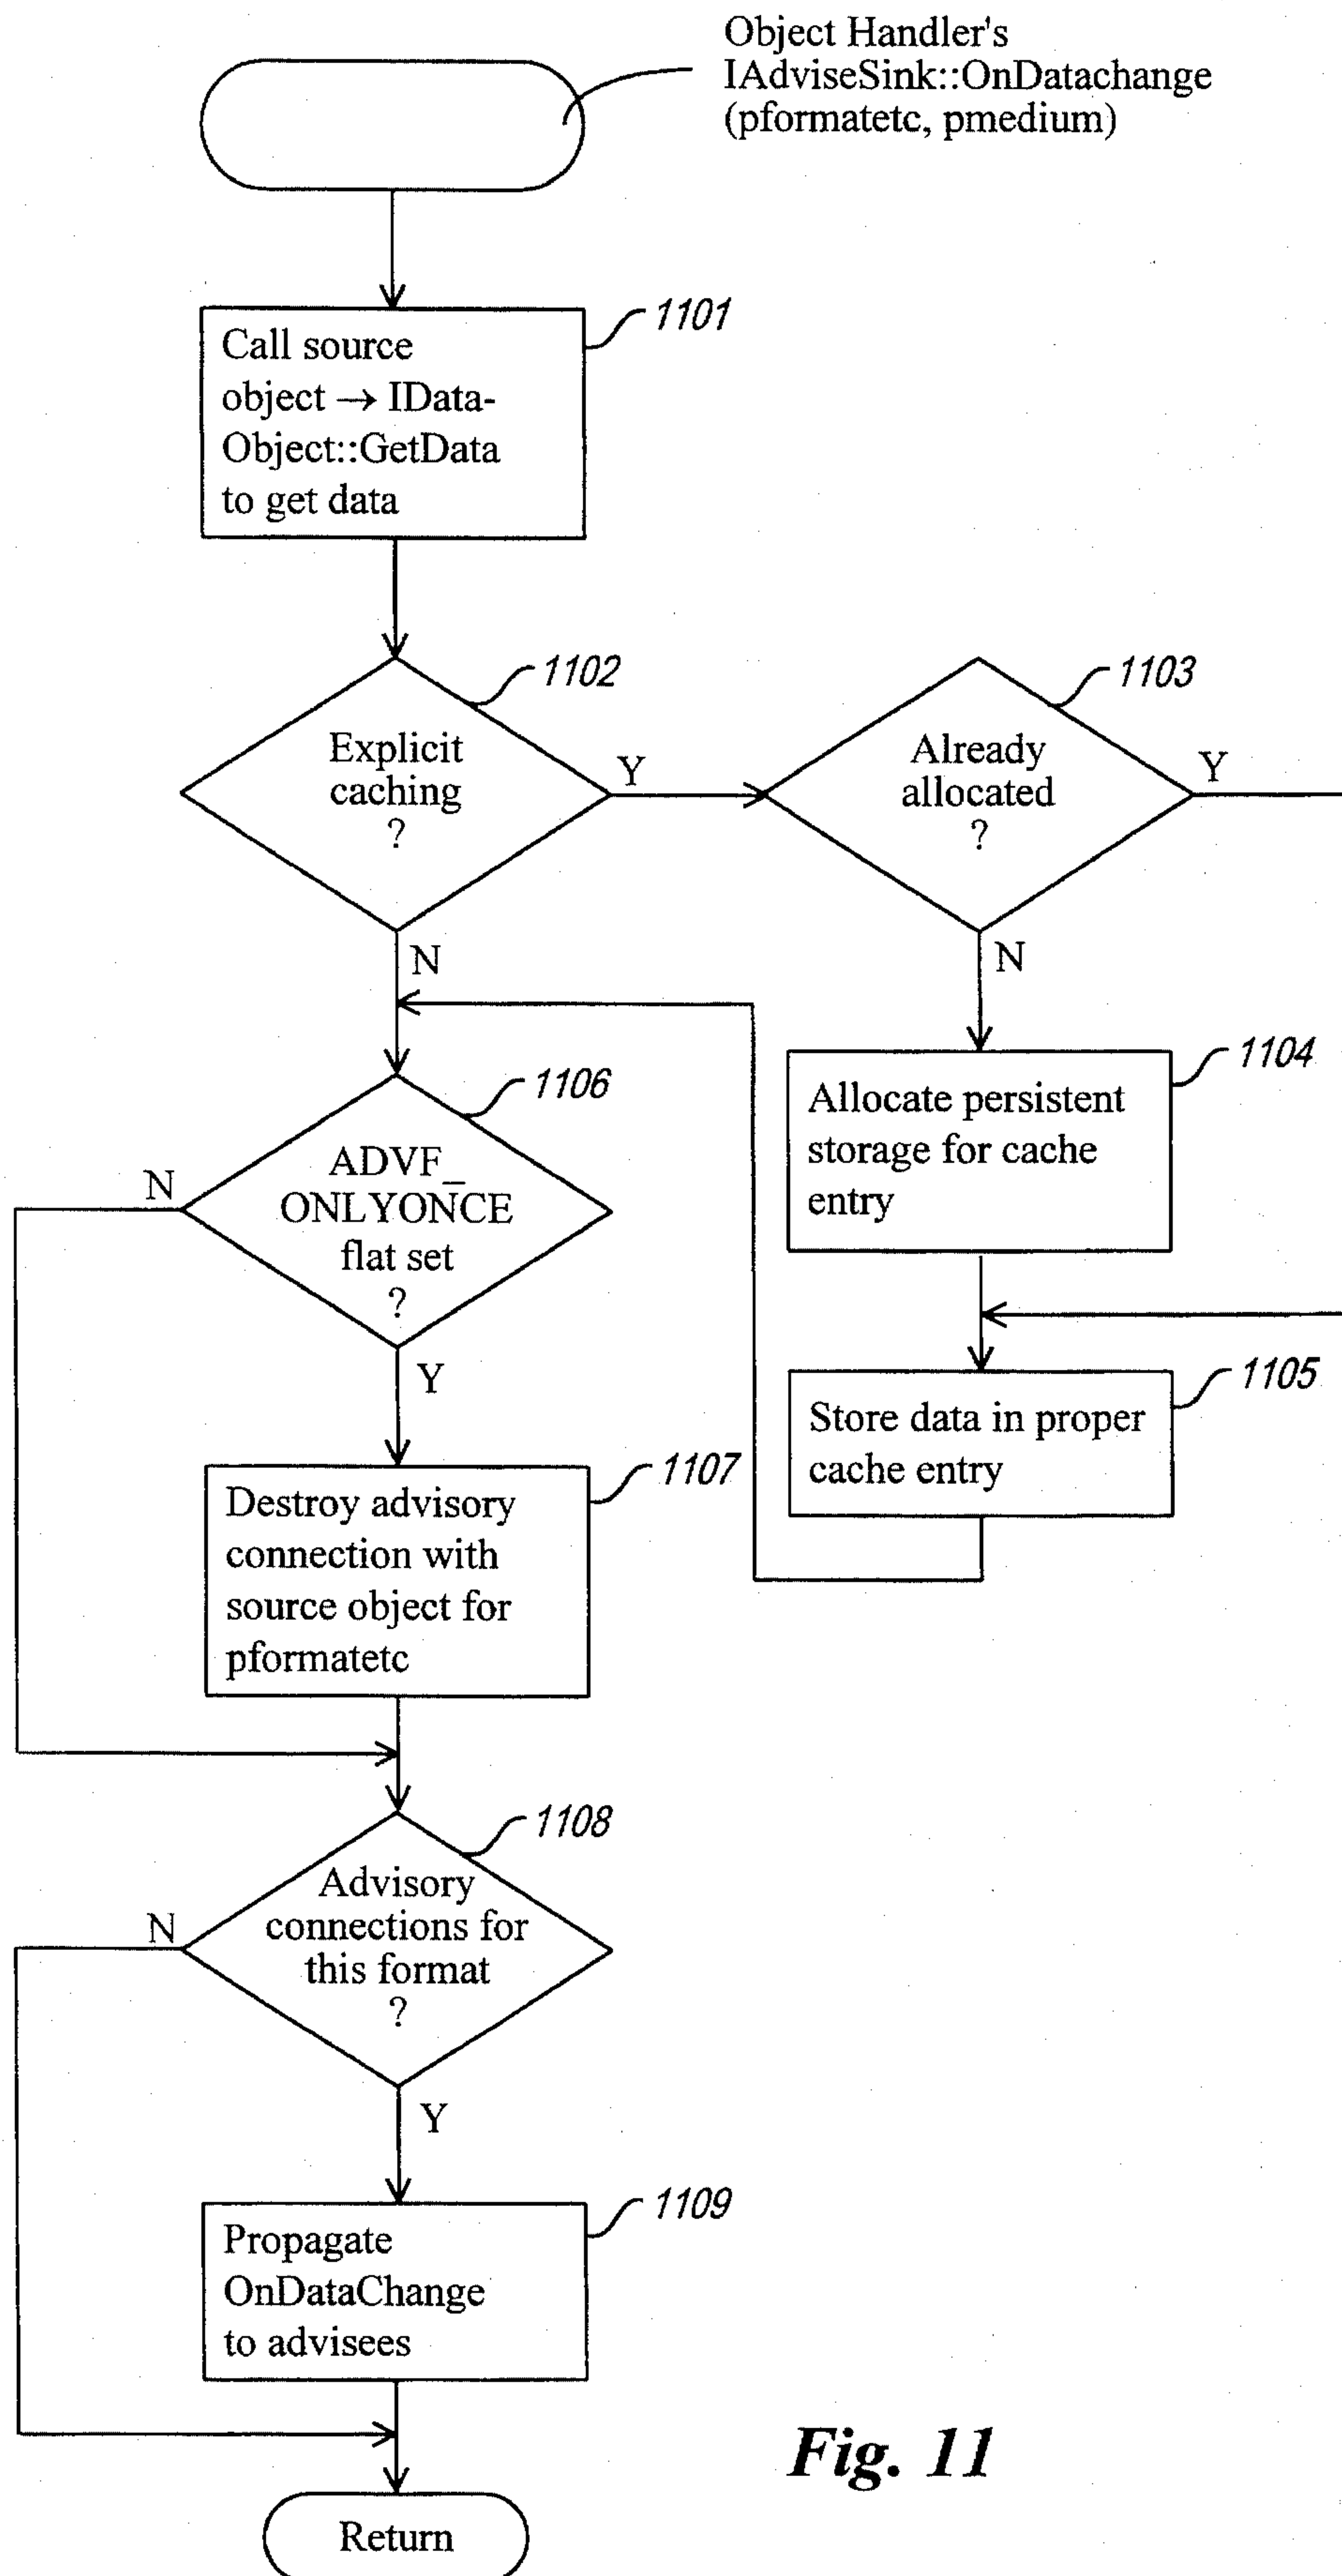 Object Handler's
IAdviseSink::OnDatachange
(pformatetc, pmedium)
1101
Call source
object → IData-
Object::GetData
to get data
1102
Explicit
caching
?
Y
N
1103
Already
allocated
?
Y
N
1104
Allocate persistent
storage for cache
entry
1105
Store data in proper
cache entry
1106
ADVF_
ONLYONCE
flat set
?
N
Y
1107
Destroy advisory
connection with
source object for
pformatetc
1108
Advisory
connections for
this format
?
N
Y
1109
Propagate
OnDataChange
to advisees
Return
Fig. 11